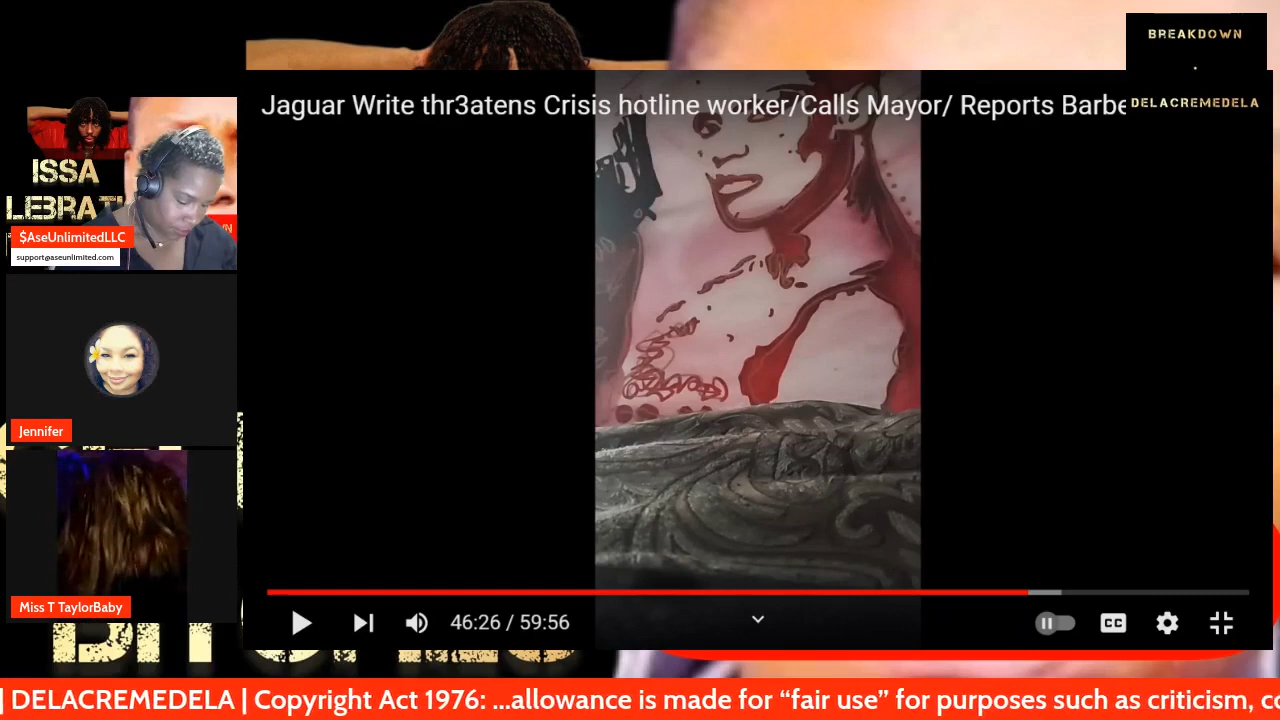 BREAKDOWN
DELACREMEDELA
Jaguar Write thr3atens Crisis hotline worker/Calls Mayor/ Reports Barbe
ISSA
LEBRAT
$AseUnlimitedLLC
support@aseunlimited.com
Jennifer
Miss T TaylorBaby
46:26 / 59:56
CC
| DELACREMEDELA | Copyright Act 1976: ...allowance is made for “fair use” for purposes such as criticism, co